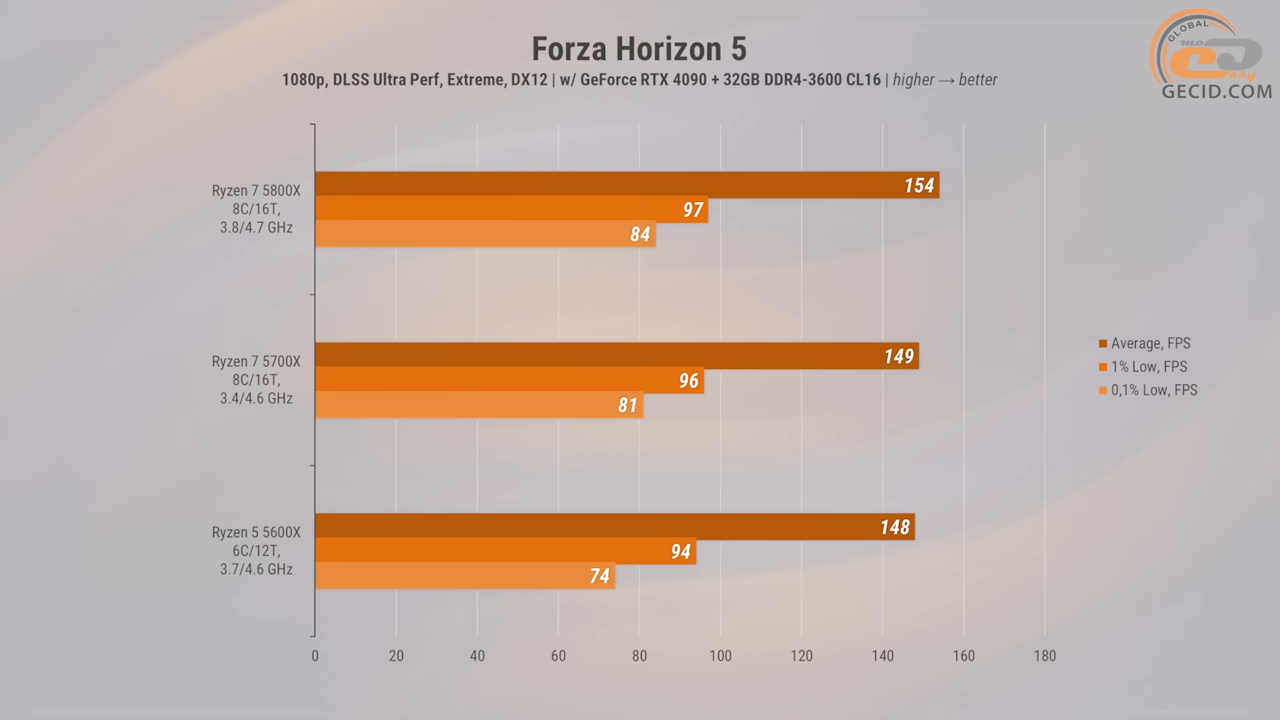 Forza Horizon 5
1080p, DLSS Ultra Perf, Extreme, DX12 | w/ GeForce RTX 4090 + 32GB DDR4-3600 CL16 | higher → better
GLOBAL
easy
GECID.COM
Ryzen 7 5800X
8C/16T,
3.8/4.7 GHz
154
97
84
Ryzen 7 5700X
8C/16T,
3.4/4.6 GHz
149
96
81
Ryzen 5 5600X
6C/12T,
3.7/4.6 GHz
148
94
74
Average, FPS
1% Low, FPS
0,1% Low, FPS
0 20 40 60 80 100 120 140 160 180